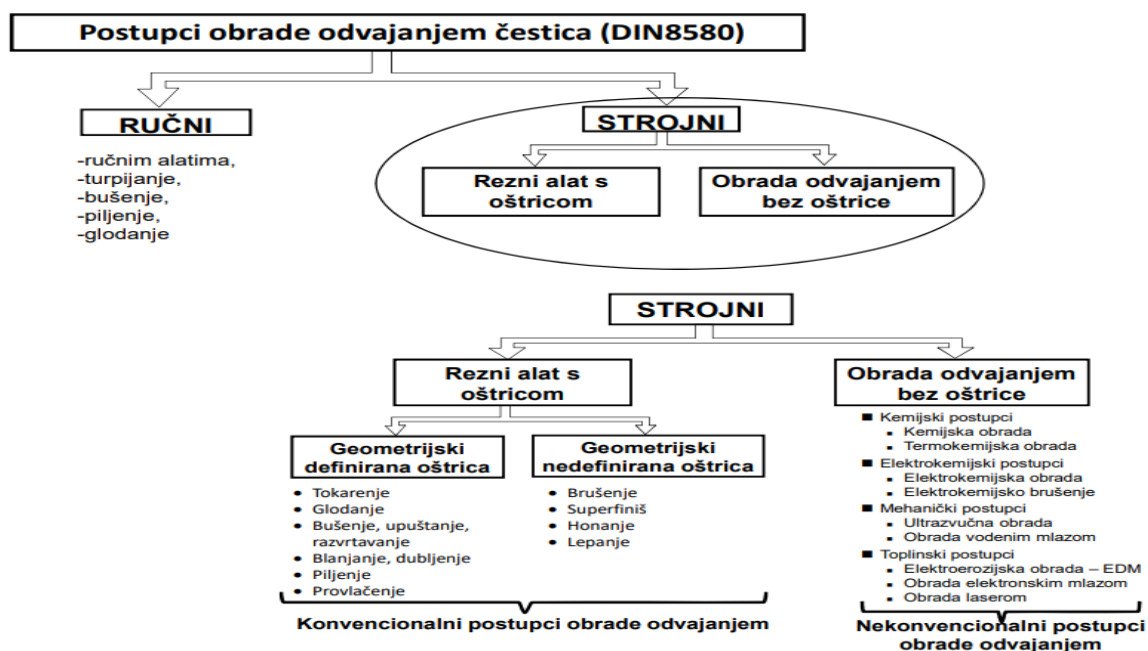 Postupci obrade odvajanjem čestica (DIN8580)
RUČNI
-ručnim alatima,
-turpijanje,
-bušenje,
-piljenje,
-glodanje
STROJNI
Rezni alat s
oštricom
Obrada odvajanjem
bez oštrice
STROJNI
Rezni alat s
oštricom
Geometrijski
definirana oštrica
• Tokarenje
• Glodanje
• Bušenje, upuštanje,
razvrtavanje
• Blanjanje, dubljenje
• Piljenje
• Provlačenje
Geometrijski
nedefinirana oštrica
• Brušenje
• Superfiniš
• Honanje
• Lepanje
Konvencionalni postupci obrade odvajanjem
Obrada odvajanjem
bez oštrice
■ Kemijski postupci
▪ Kemijska obrada
▪ Termokemijska obrada
■ Elektrokemijski postupci
▪ Elektrokemijska obrada
▪ Elektrokemijsko brušenje
■ Mehanički postupci
▪ Ultrazvučna obrada
▪ Obrada vodenim mlazom
■ Toplinski postupci
▪ Elektroerozijska obrada – EDM
▪ Obrada elektronskim mlazom
▪ Obrada laserom
Nekonvencionalni postupci
obrade odvajanjem